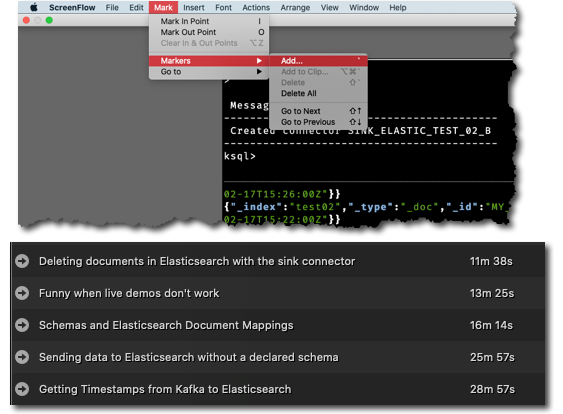 ScreenFlow File Edit Mark Insert Font Actions Arrange View Window Help
Mark In Point I
Mark Out Point O
Clear In & Out Points ⌥Z
Markers
Go to
Add... `
Add to Clip... ⌥⌘`
Delete ⇧`
Delete All
Go to Next ⇧↑
Go to Previous ⇧↓
>
Messag
Created connector SINK_ELASTIC_TEST_02_B
ksql>
02-17T15:26:00Z"}}
{"_index":"test02","_type":"_doc","_id":"MY
02-17T15:22:00Z"}}
Deleting documents in Elasticsearch with the sink connector 11m 38s
Funny when live demos don't work 13m 25s
Schemas and Elasticsearch Document Mappings 16m 14s
Sending data to Elasticsearch without a declared schema 25m 57s
Getting Timestamps from Kafka to Elasticsearch 28m 57s